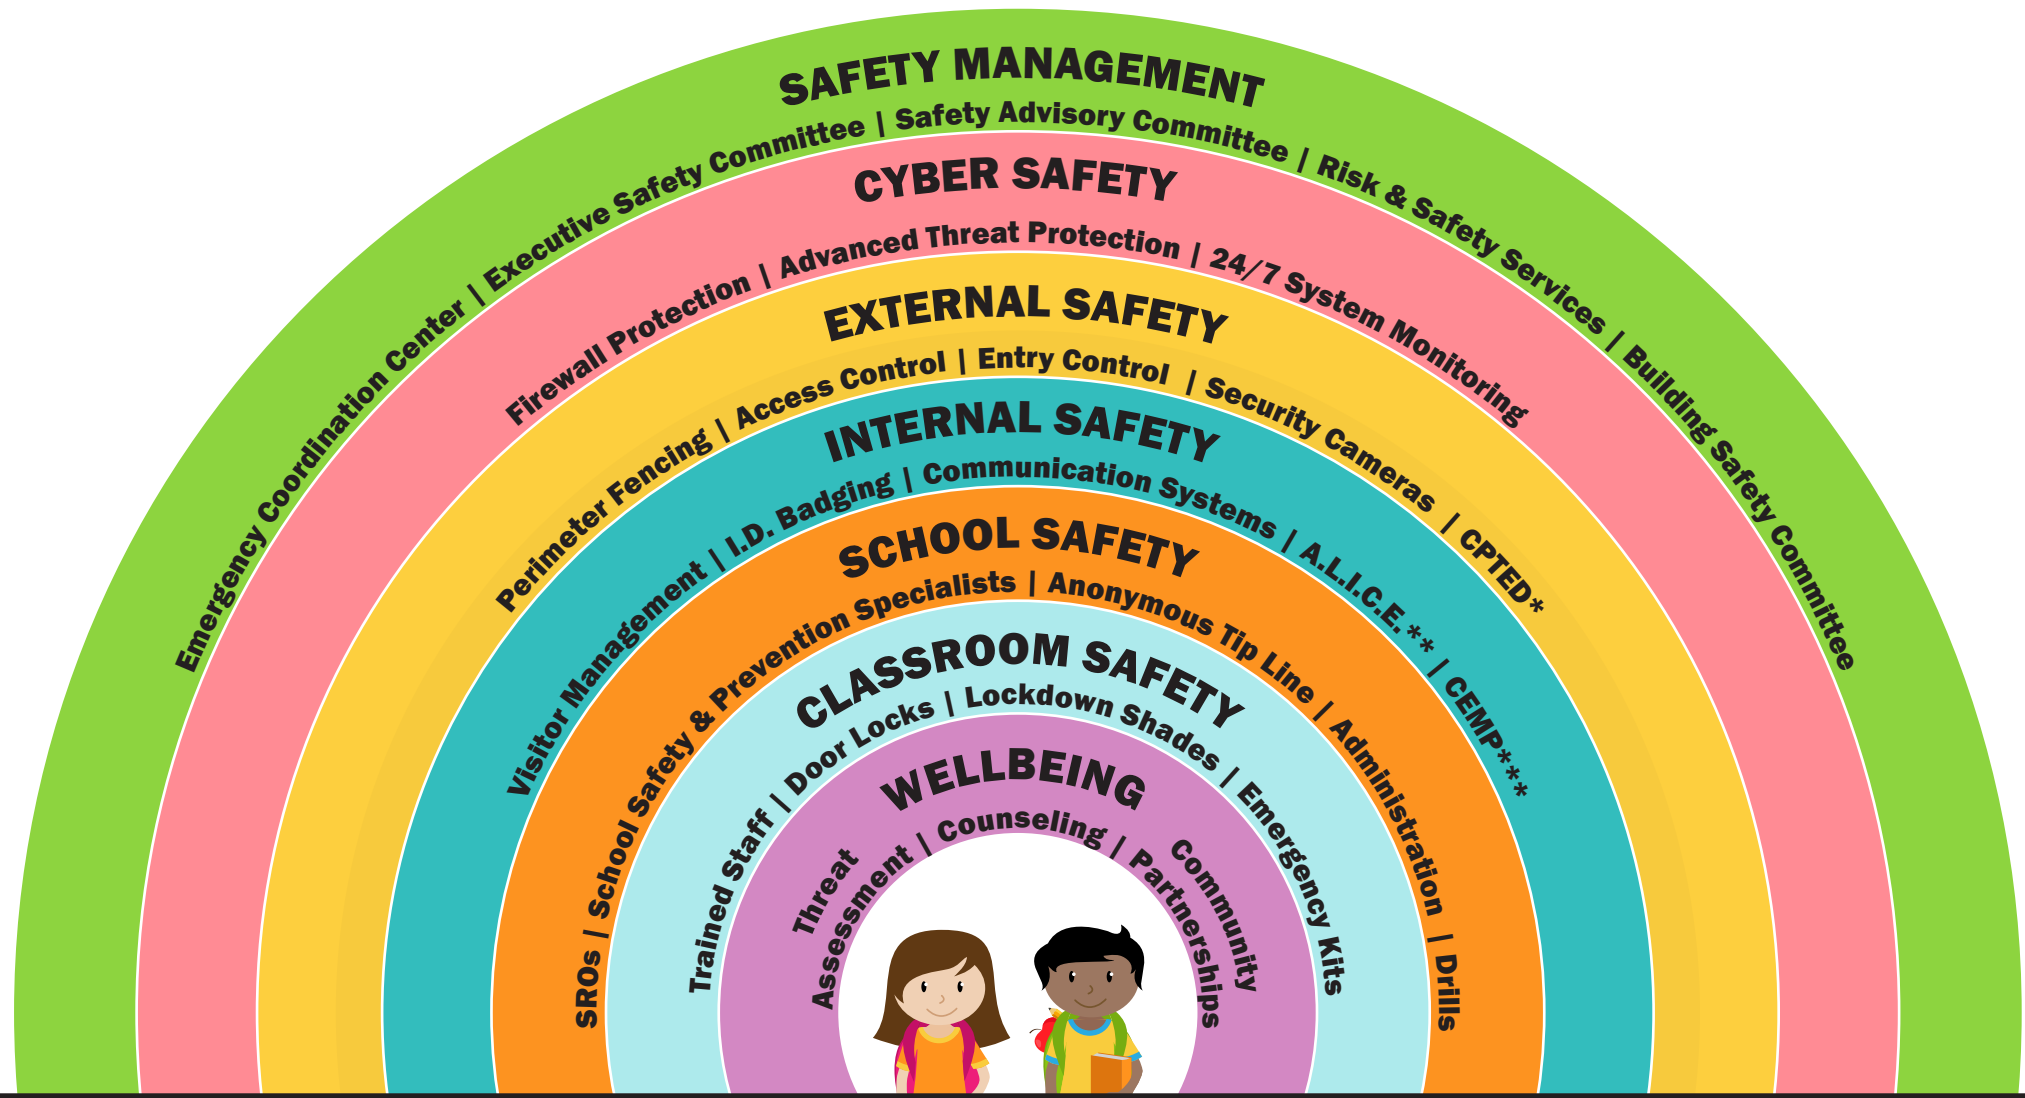 SAFETY MANAGEMENT
Emergency Coordination Center | Executive Safety Committee | Safety Advisory Committee | Risk & Safety Services | Building Safety Committee
CYBER SAFETY
Firewall Protection | Advanced Threat Protection | 24/7 System Monitoring
EXTERNAL SAFETY
Perimeter Fencing | Access Control | Entry Control | Security Cameras | CPTED*
INTERNAL SAFETY
Visitor Management | I.D. Badging | Communication Systems | A.L.I.C.E.** | CEMP***
SCHOOL SAFETY
SROs | School Safety & Prevention Specialists | Anonymous Tip Line | Administration | Drills
CLASSROOM SAFETY
Trained Staff | Door Locks | Lockdown Shades | Emergency Kits
WELLBEING
Threat
Assessment | Counseling | Community
Partnerships